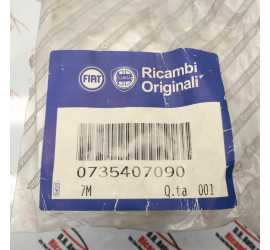 FIAT
Ricambi
Originali
0735407090
7M Q.ta 001